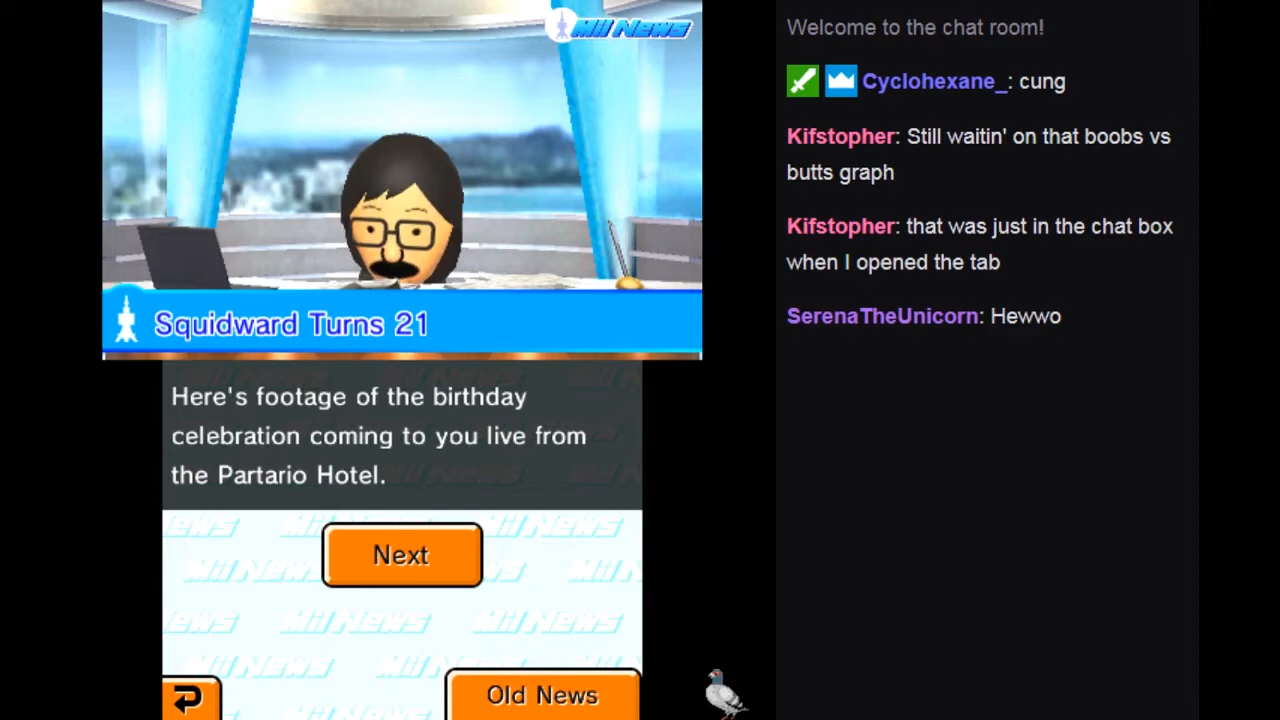 Mii News
Squidward Turns 21
Here's footage of the birthday
celebration coming to you live from
the Partario Hotel.
Next
Old News
Welcome to the chat room!
Cyclohexane_: cung
Kifstopher: Still waitin' on that boobs vs
butts graph
Kifstopher: that was just in the chat box
when I opened the tab
SerenaTheUnicorn: Hewwo